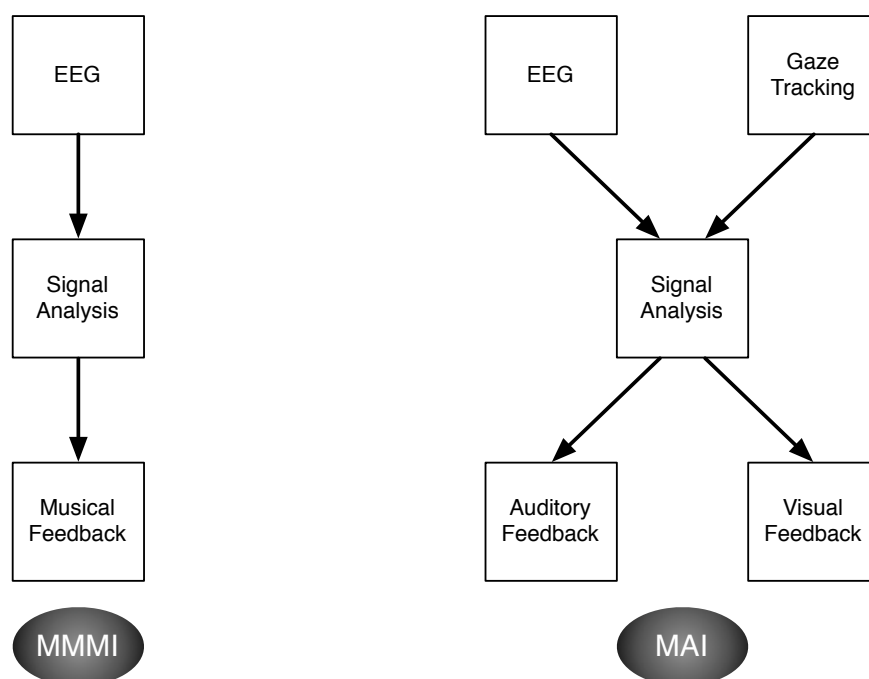 EEG
EEG
Gaze
Tracking
Signal
Analysis
Signal
Analysis
Musical
Feedback
Auditory
Feedback
Visual
Feedback
MMMI
MAI